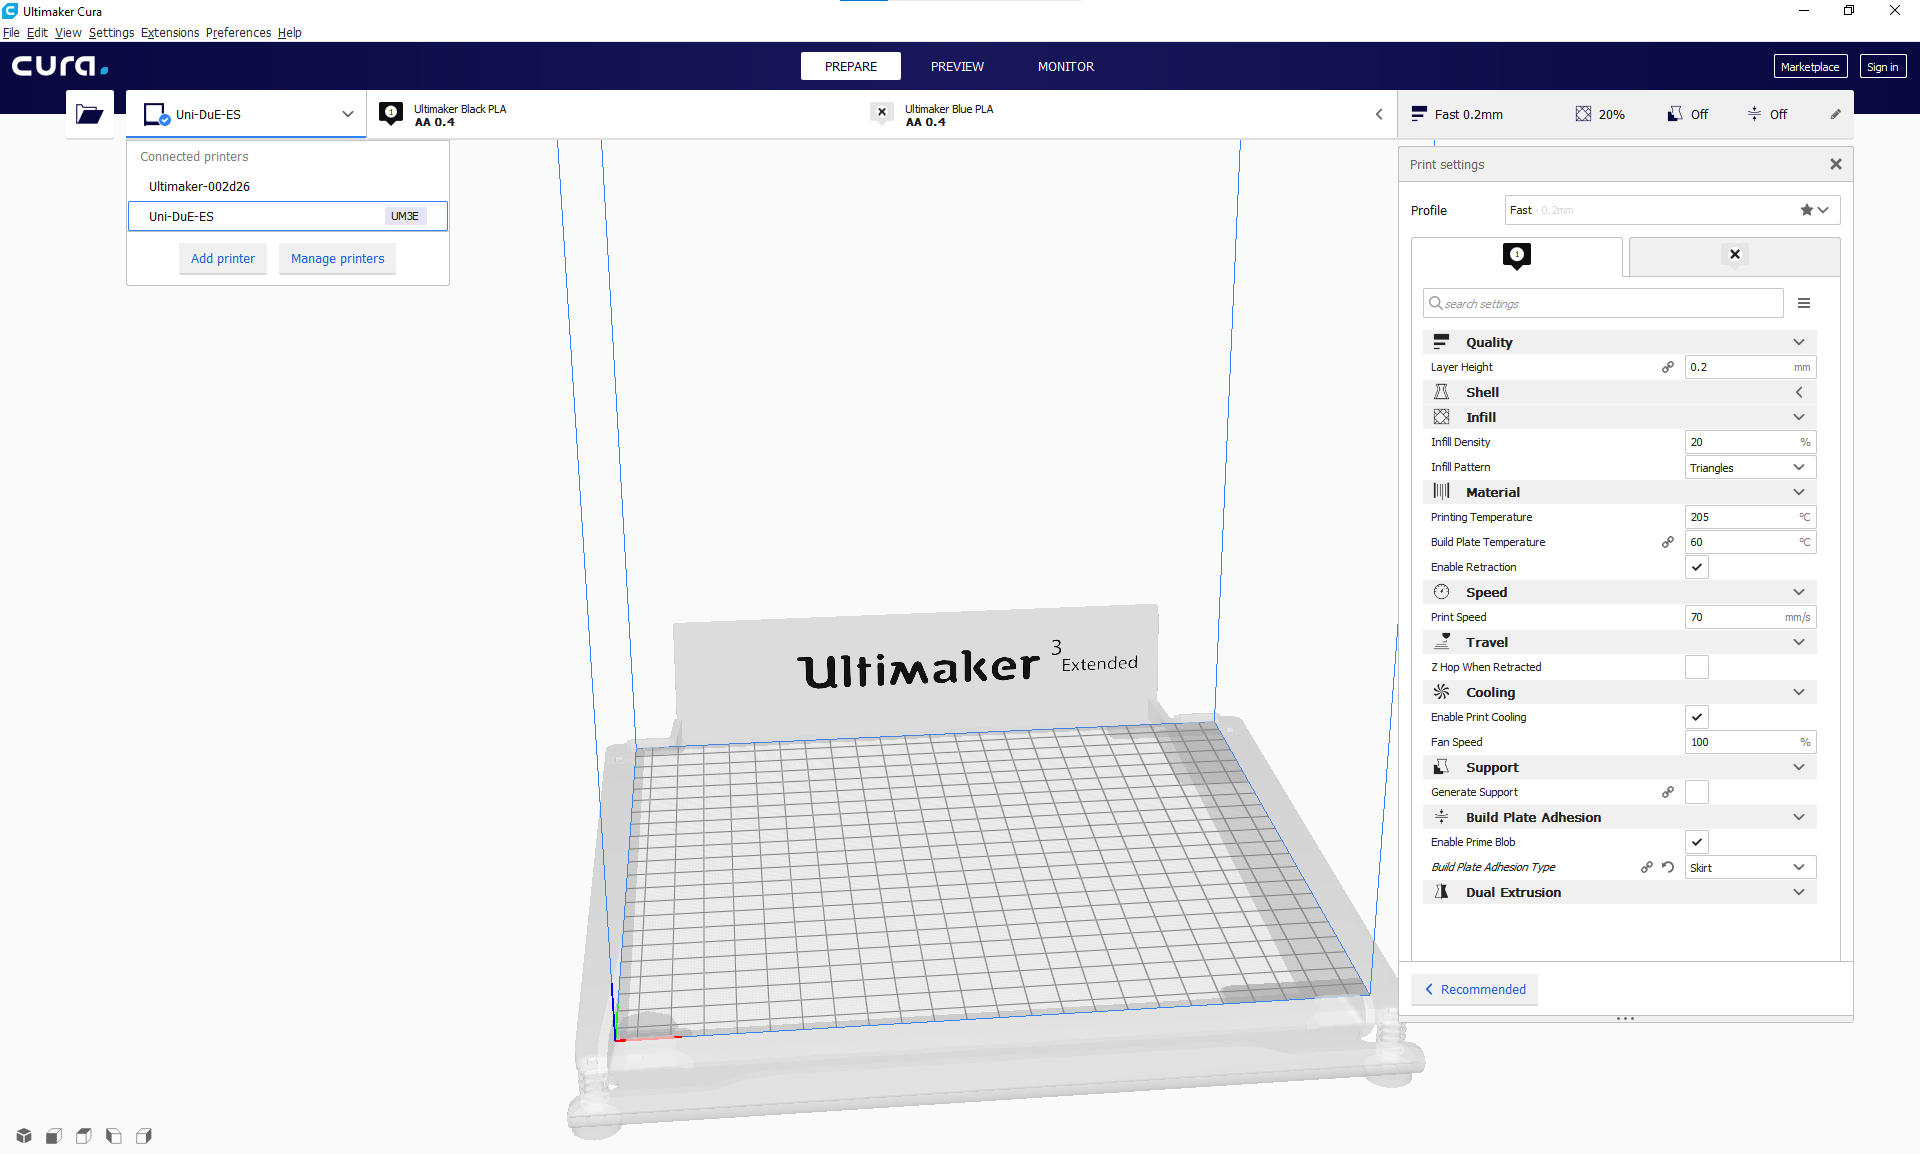 Ultimaker Cura
File Edit View Settings Extensions Preferences Help
cura.
PREPARE PREVIEW MONITOR
Marketplace Sign in
Uni-DuE-ES
1 Ultimaker Black PLA
AA 0.4
Ultimaker Blue PLA
AA 0.4
Fast 0.2mm 20% Off Off
Connected printers
Ultimaker-002d26
Uni-DuE-ES UM3E
Add printer Manage printers
Print settings
Profile Fast - 0.2mm
1
search settings
Quality
Layer Height 0.2 mm
Shell
Infill
Infill Density 20 %
Infill Pattern Triangles
Material
Printing Temperature 205 °C
Build Plate Temperature 60 °C
Enable Retraction
Speed
Print Speed 70 mm/s
Travel
Z Hop When Retracted
Cooling
Enable Print Cooling
Fan Speed 100 %
Support
Generate Support
Build Plate Adhesion
Enable Prime Blob
Build Plate Adhesion Type Skirt
Dual Extrusion
Recommended
Ultimaker 3 Extended